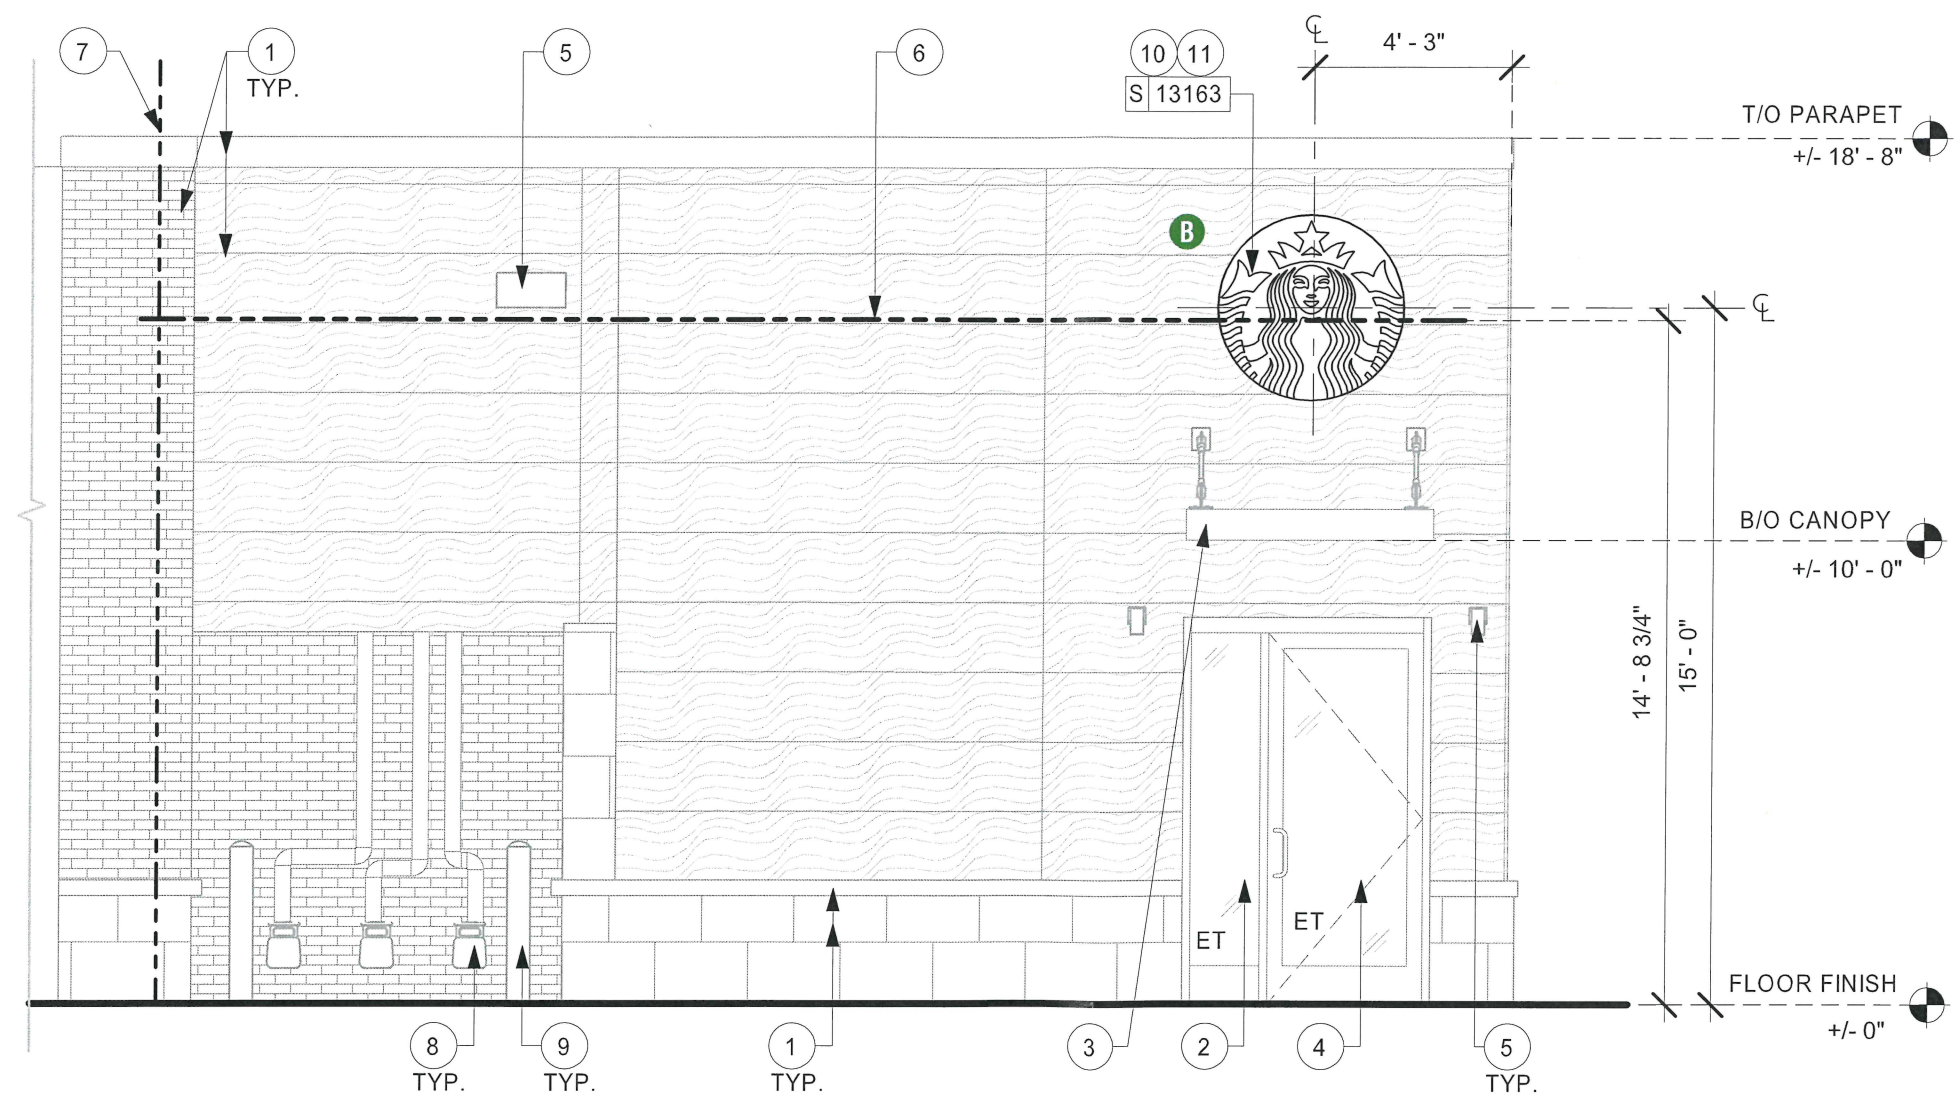 7
1
TYP.
5
6
10 11
S 13163
℄
4' - 3"
T/O PARAPET
+/- 18' - 8"
B
℄
B/O CANOPY
+/- 10' - 0"
14' - 8 3/4"
15' - 0"
ET
ET
FLOOR FINISH
+/- 0"
8
TYP.
9
TYP.
1
TYP.
3
2
4
5
TYP.